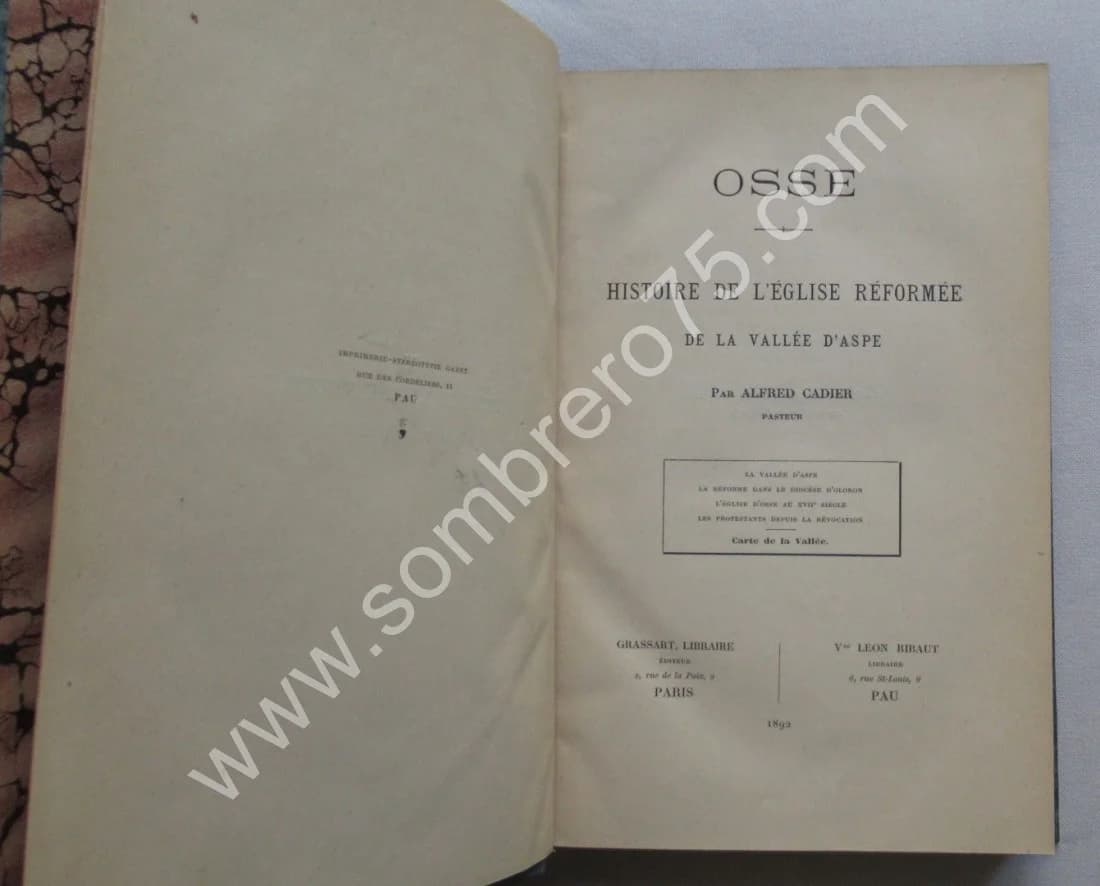 IMPRIMERIE-STÉRÉOTYPIE GARET
RUE DES CORDELIERS, 11
PAU
OSSE
HISTOIRE DE L'ÉGLISE RÉFORMÉE
DE LA VALLÉE D'ASPE
PAR ALFRED CADIER
PASTEUR
LA VALLÉE D'ASPE
LA RÉFORME DANS LE DIOCÈSE D'OLORON
L'ÉGLISE D'OSSE AU XVIIe SIÈCLE
LES PROTESTANTS DEPUIS LA RÉVOCATION
Carte de la Vallée.
GRASSART, LIBRAIRE
ÉDITEUR
2, rue de la Paix, 2
PARIS
Vve LÉON RIBAUT
LIBRAIRE
6, rue St-Louis, 6
PAU
1892
www.sombrero75.com